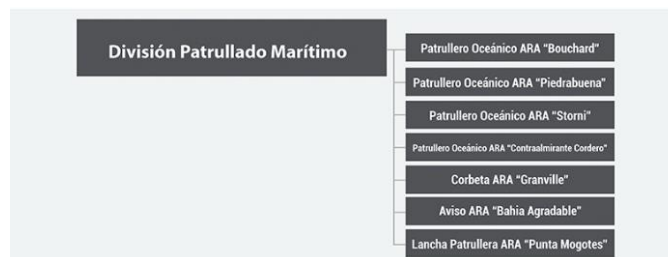 División Patrullado Marítimo
Patrullero Oceánico ARA "Bouchard"
Patrullero Oceánico ARA "Piedrabuena"
Patrullero Oceánico ARA "Storni"
Patrullero Oceánico ARA "Contraalmirante Cordero"
Corbeta ARA "Granville"
Aviso ARA "Bahia Agradable"
Lancha Patrullera ARA "Punta Mogotes"